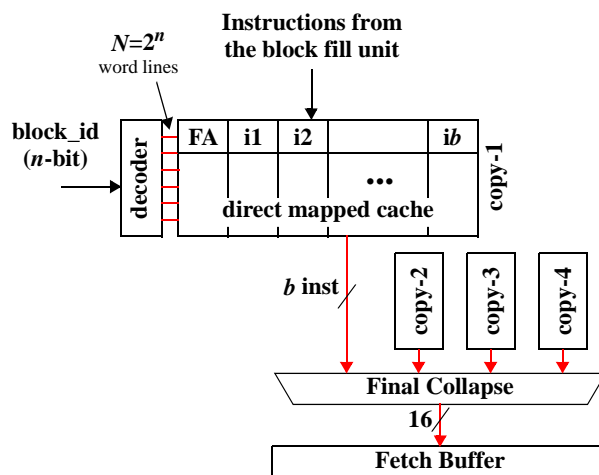 Instructions from
the block fill unit
N=2^n
word lines
block_id
(n-bit)
decoder
FA i1 i2 ib
...
direct mapped cache
copy-1
b inst
copy-2
copy-3
copy-4
Final Collapse
16
Fetch Buffer